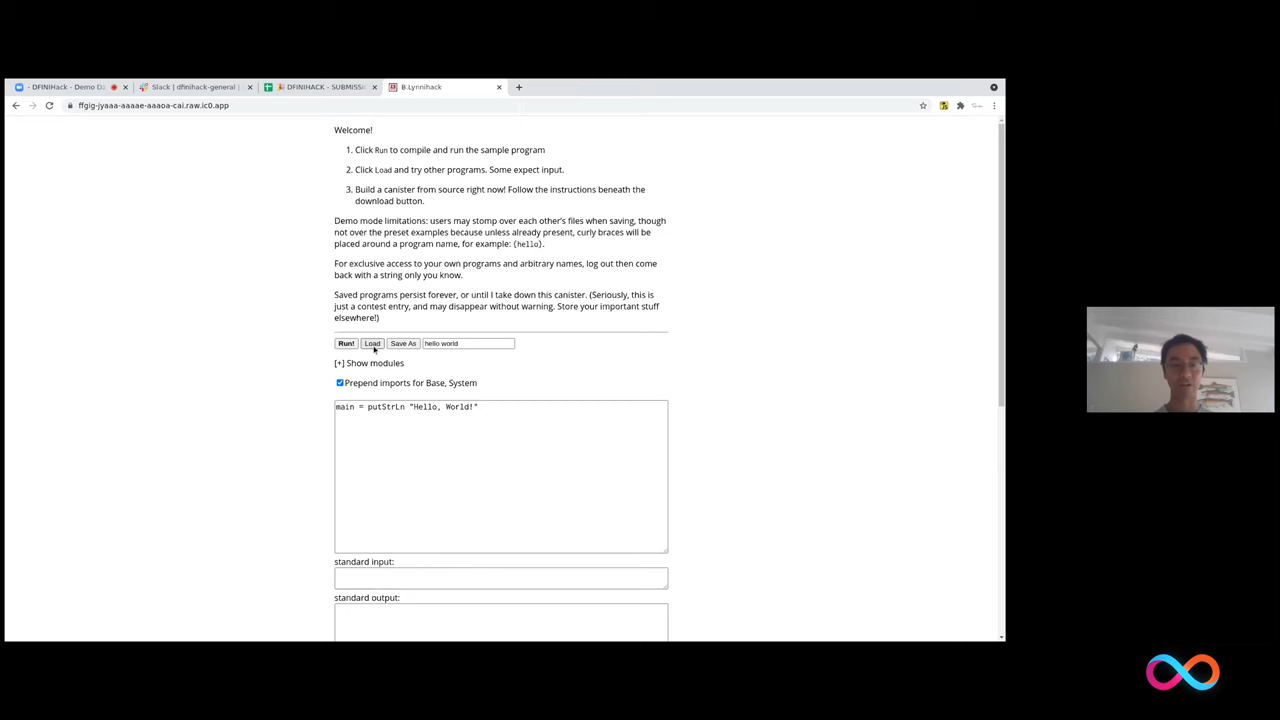 - DFINIHack - Demo Da
Slack | dfinihack-general |
DFINIHACK - SUBMISSI
B.Lynnihack
ffgig-jyaaa-aaaae-aaaoa-cai.raw.ic0.app
Welcome!
1. Click Run to compile and run the sample program
2. Click Load and try other programs. Some expect input.
3. Build a canister from source right now! Follow the instructions beneath the
download button.
Demo mode limitations: users may stomp over each other's files when saving, though
not over the preset examples because unless already present, curly braces will be
placed around a program name, for example: {hello}.
For exclusive access to your own programs and arbitrary names, log out then come
back with a string only you know.
Saved programs persist forever, or until I take down this canister. (Seriously, this is
just a contest entry, and may disappear without warning. Store your important stuff
elsewhere!)
Run! Load Save As hello world
[+] Show modules
Prepend imports for Base, System
main = putStrLn "Hello, World!"
standard input:
standard output: